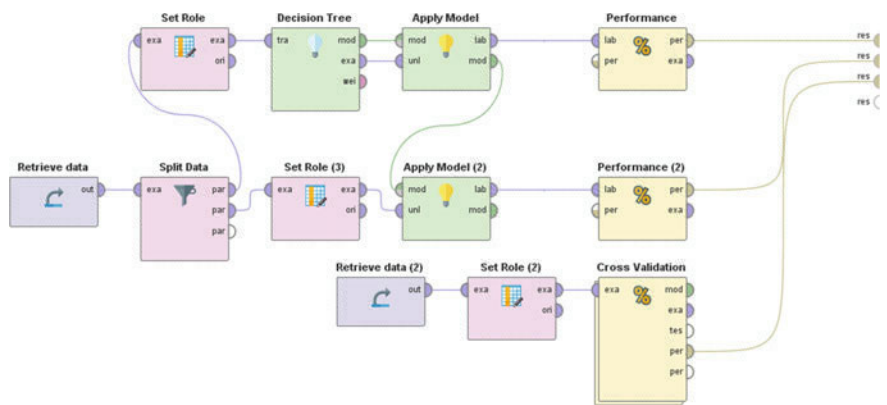 Set Role Decision Tree Apply Model Performance
exa exa tra mod mod lab lab per res
ori exa unl mod per exa res
wei res
res
Retrieve data Split Data Set Role (3) Apply Model (2) Performance (2)
out exa par exa exa mod lab lab per
par ori unl mod per exa
par
Retrieve data (2) Set Role (2) Cross Validation
out exa exa exa mod
ori exa
tes
per
per